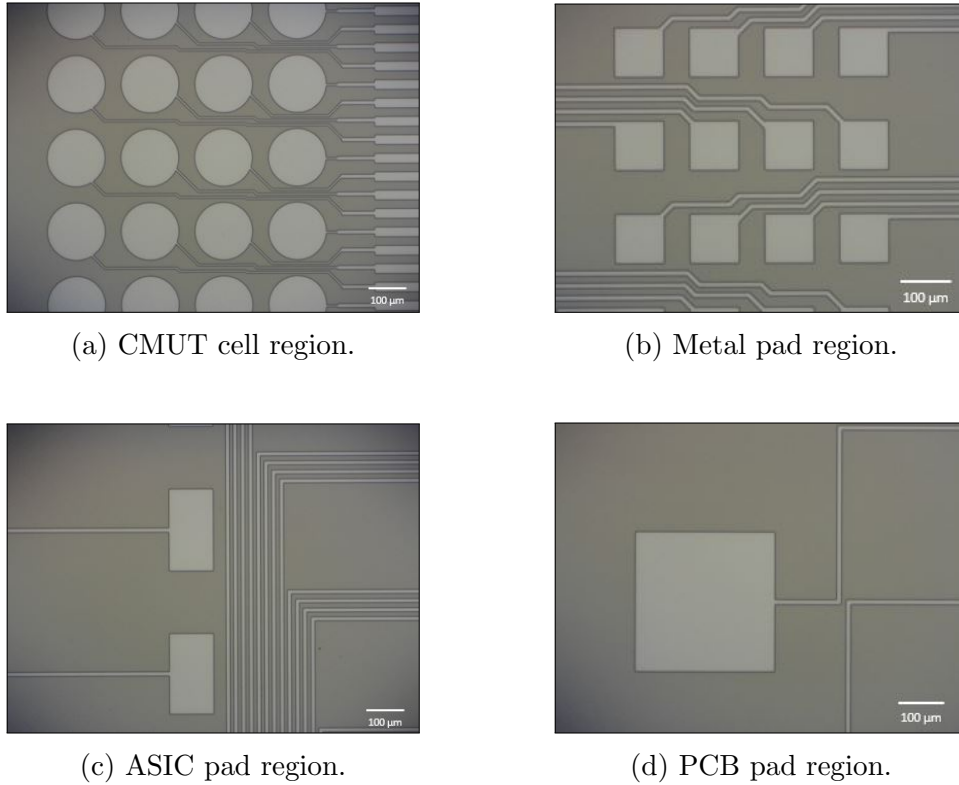 100 µm
100 µm
(a) CMUT cell region.
(b) Metal pad region.
100 µm
100 µm
(c) ASIC pad region.
(d) PCB pad region.